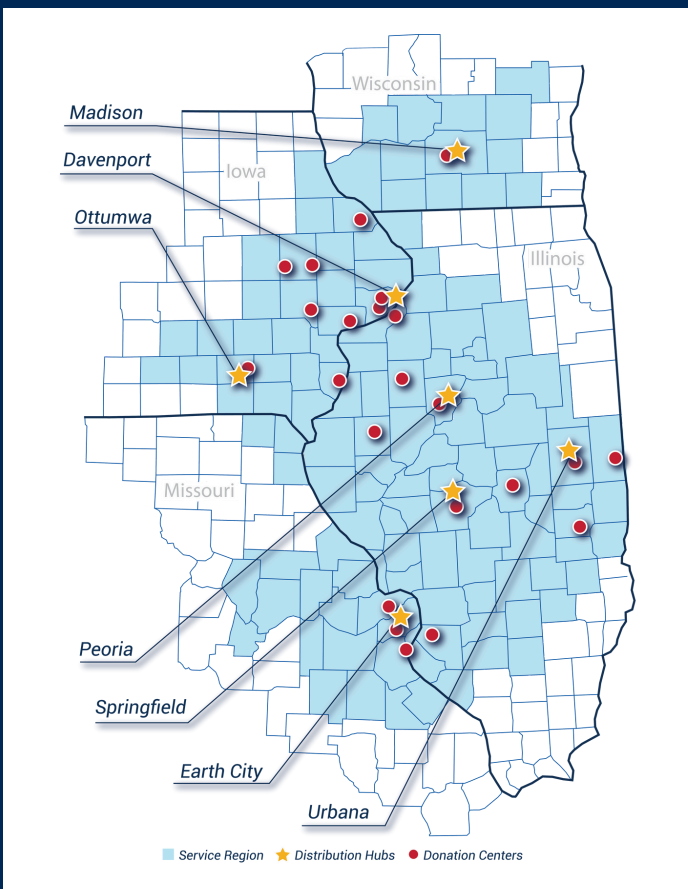 Wisconsin
Madison
Davenport
Iowa
Ottumwa
Illinois
Missouri
Peoria
Springfield
Earth City
Urbana
Service Region
Distribution Hubs
Donation Centers